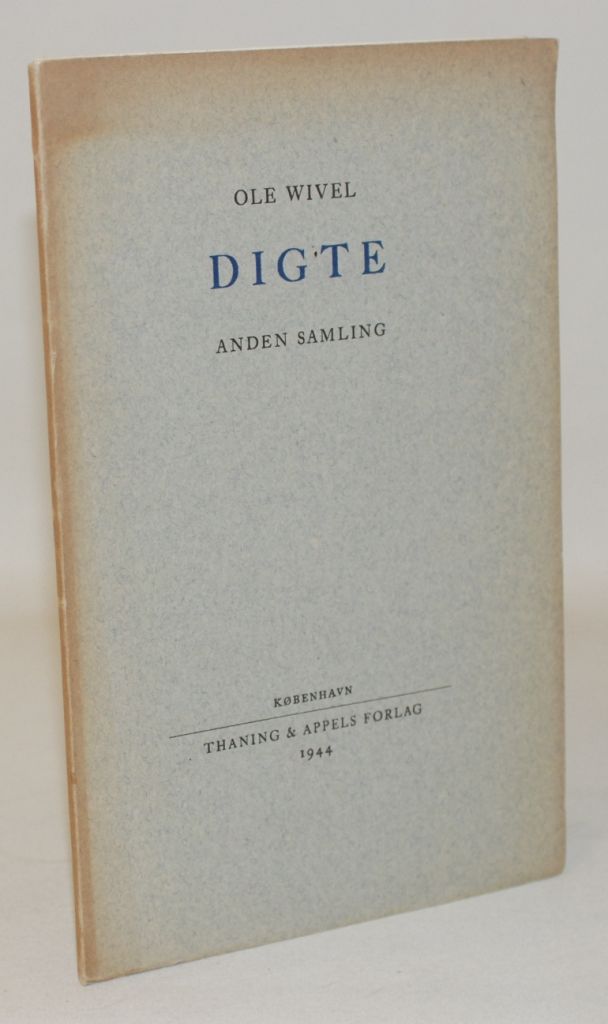 OLE WIVEL
DIGTE
ANDEN SAMLING
KØBENHAVN
THANING & APPELS FORLAG
1944